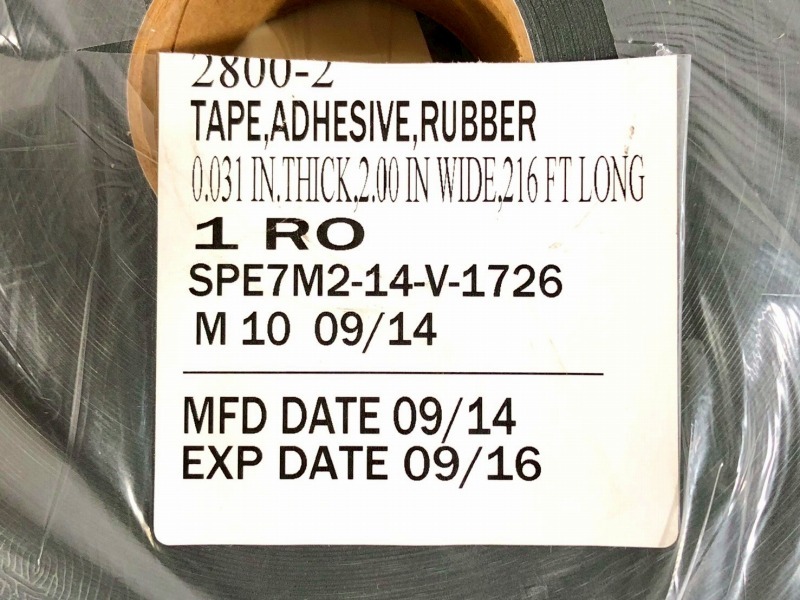 2800-2
TAPE,ADHESIVE,RUBBER
0.031 IN.THICK,2.00 IN WIDE,216 FT LONG
1 RO
SPE7M2-14-V-1726
M 10 09/14
MFD DATE 09/14
EXP DATE 09/16